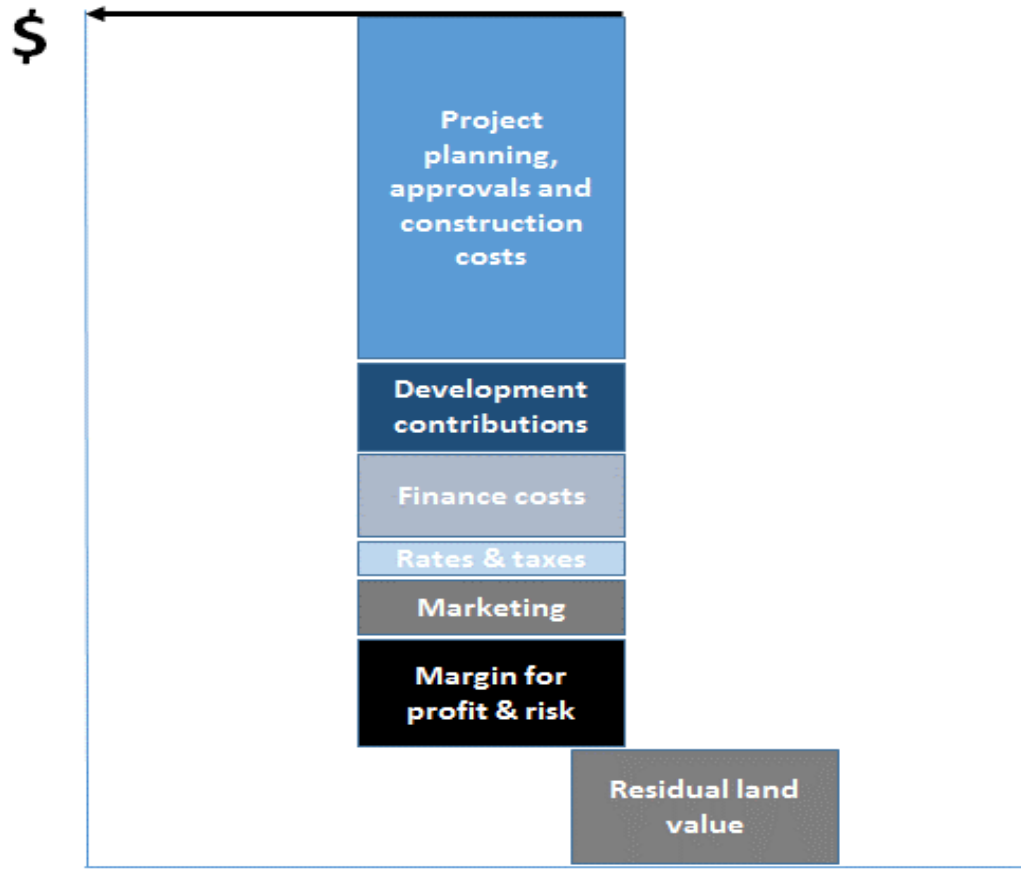 $
Project
planning,
approvals and
construction
costs
Development
contributions
Finance costs
Rates & taxes
Marketing
Margin for
profit & risk
Residual land
value